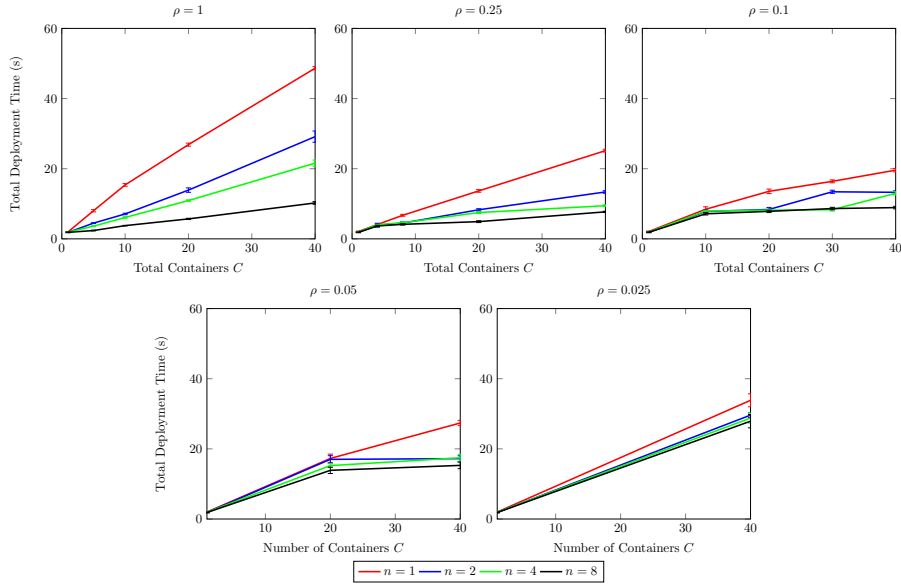 ρ = 1
ρ = 0.25
ρ = 0.1
Total Deployment Time (s)
60
40
20
0
0 10 20 30 40
Total Containers C
60
40
20
0
0 10 20 30 40
Total Containers C
60
40
20
0
0 10 20 30 40
Total Containers C
ρ = 0.05
ρ = 0.025
Total Deployment Time (s)
60
40
20
0
10 20 30 40
Number of Containers C
60
40
20
0
10 20 30 40
Number of Containers C
n = 1 n = 2 n = 4 n = 8